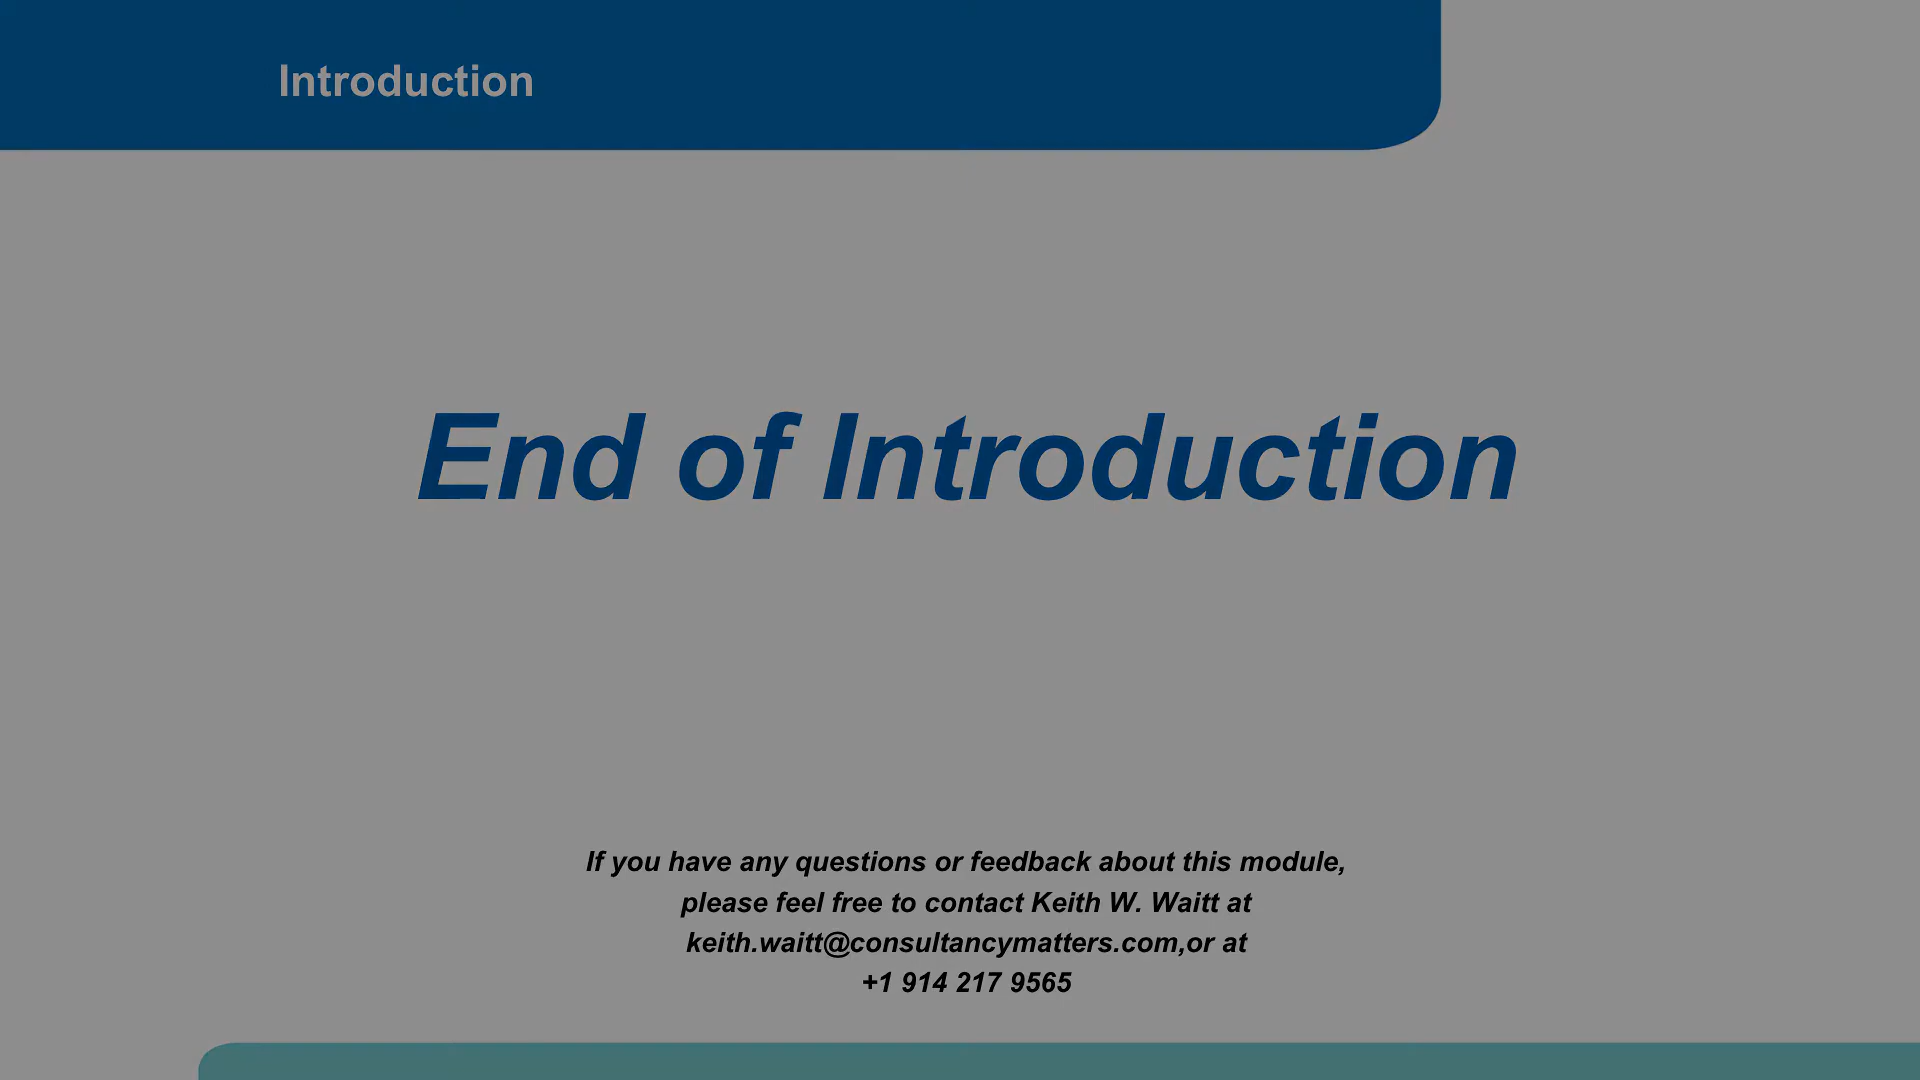 Introduction
End of Introduction
If you have any questions or feedback about this module,
please feel free to contact Keith W. Waitt at
keith.waitt@consultancymatters.com,or at
+1 914 217 9565